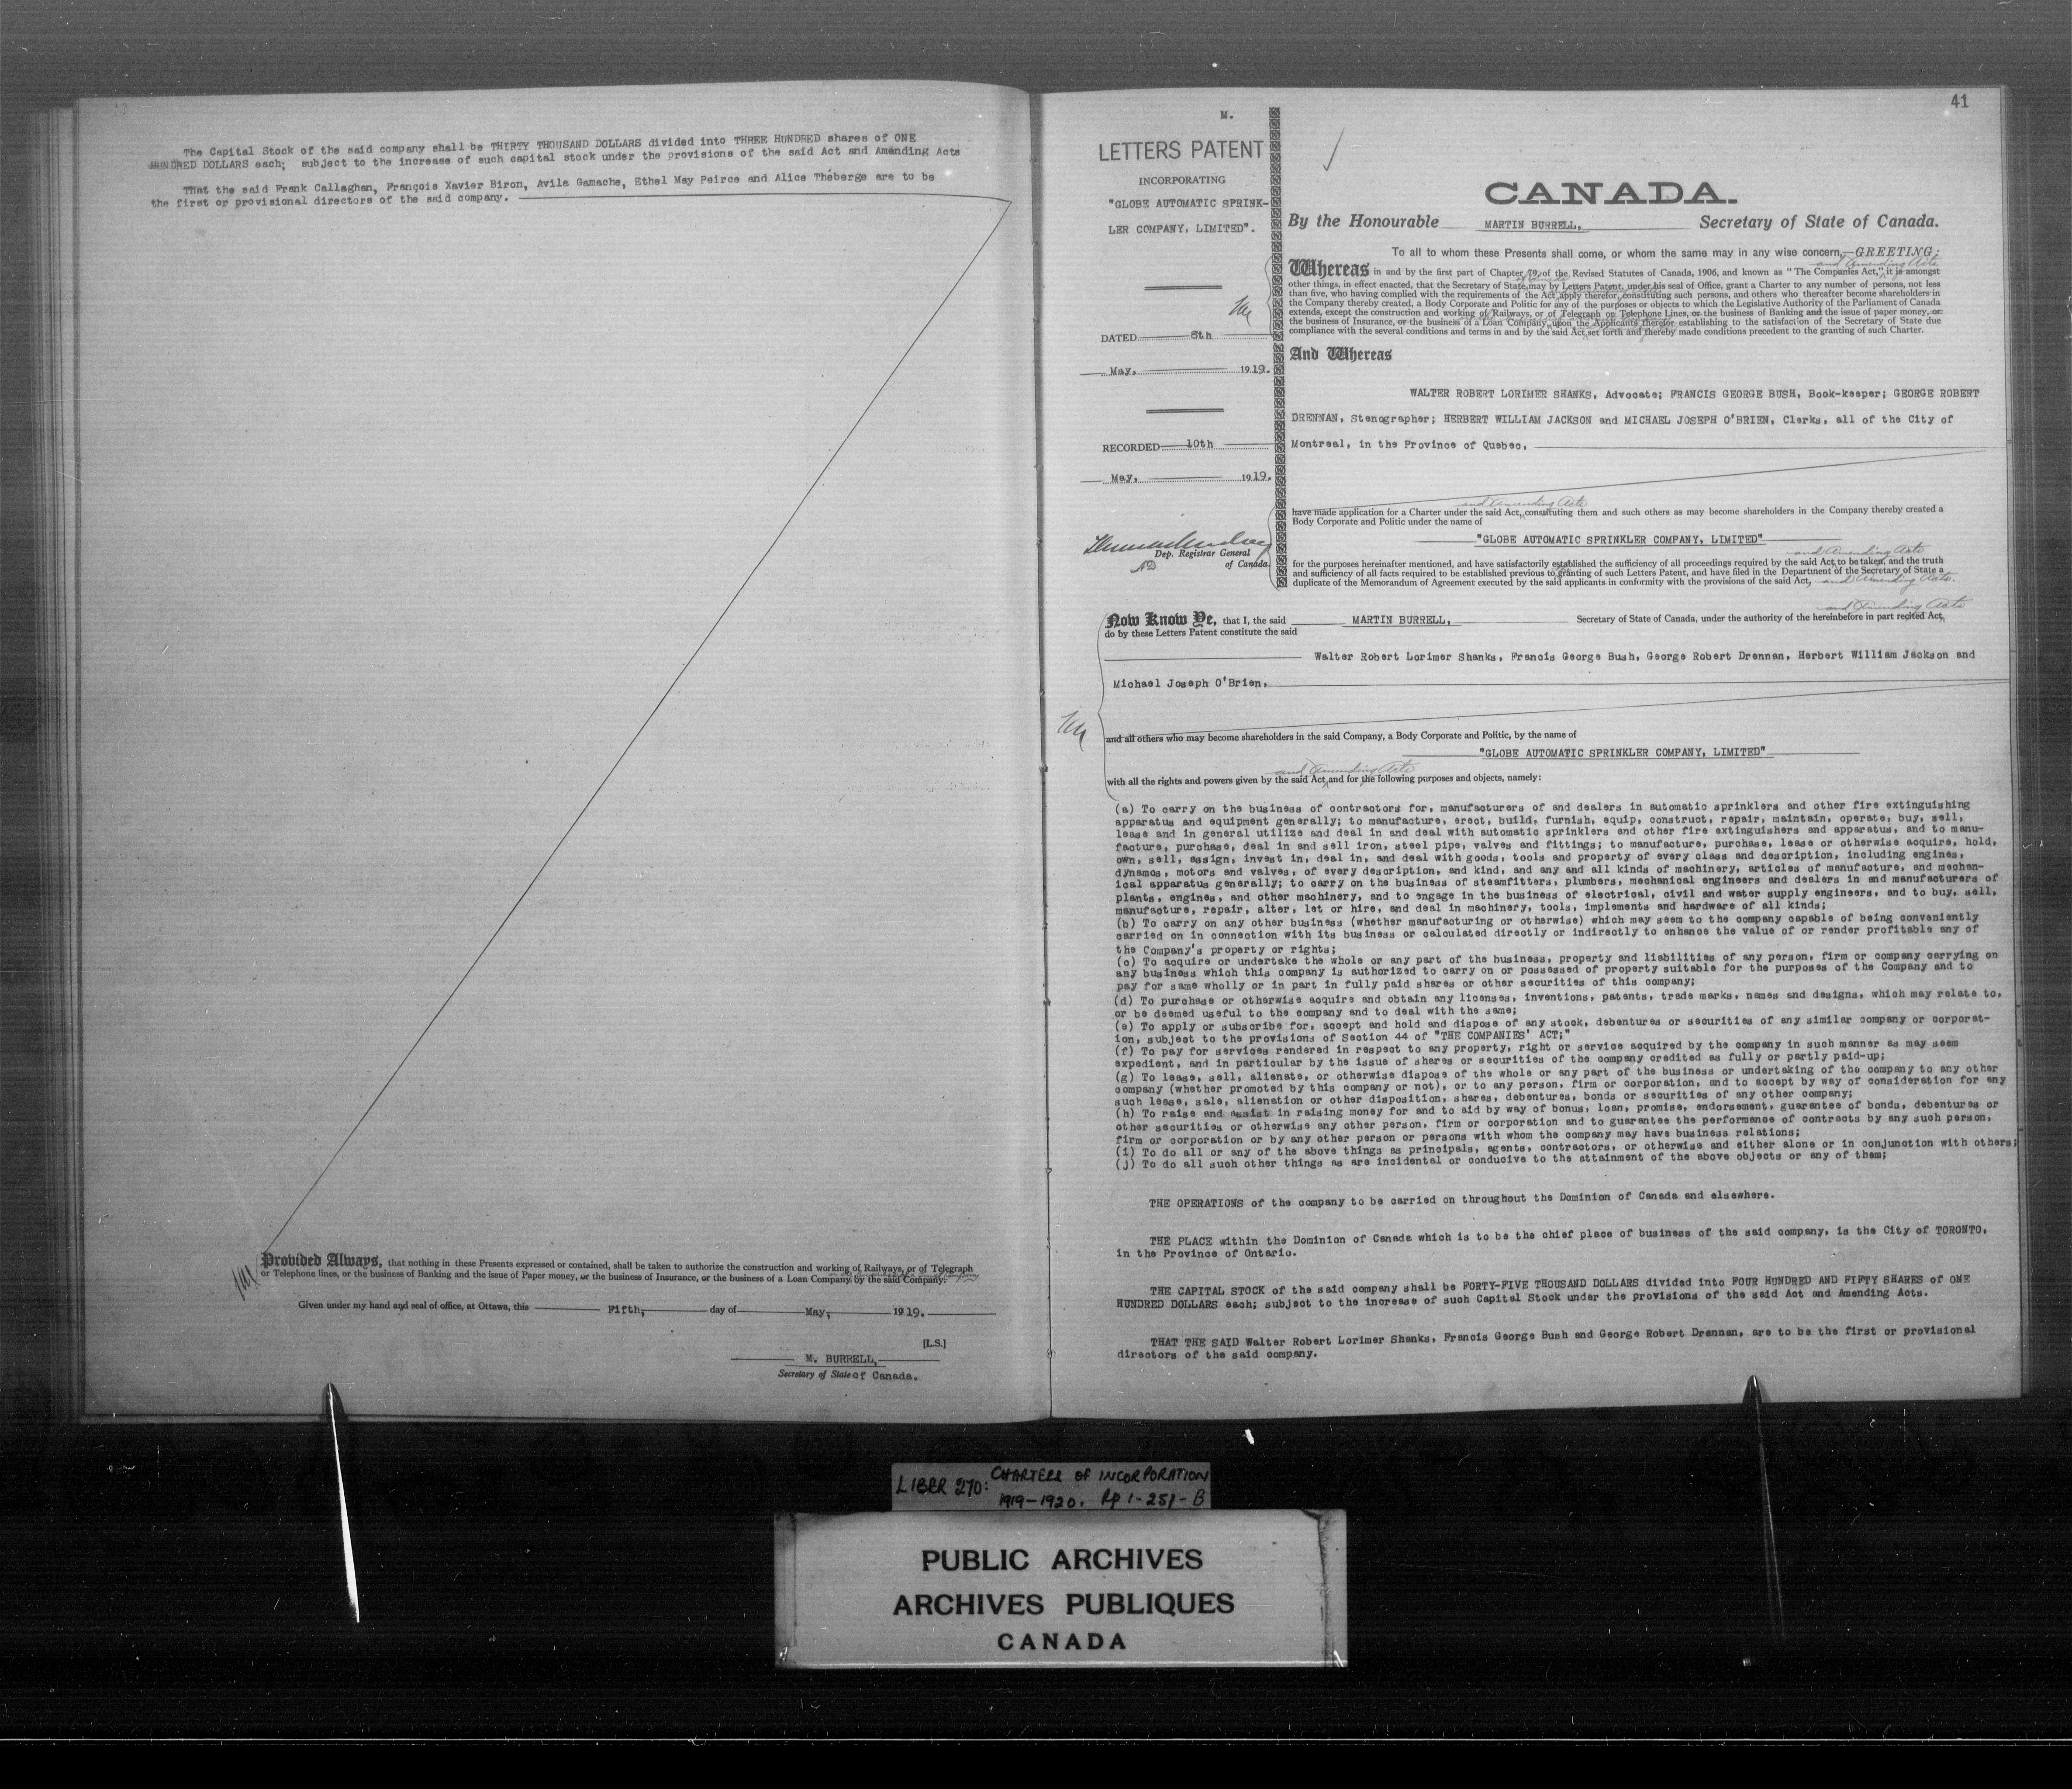 The Capital Stock of the said company shall be THIRTY THOUSAND DOLLARS divided into THREE HUNDRED shares of ONE
HUNDRED DOLLARS each; subject to the increase of such capital stock under the provisions of the said Act and Amending Acts
That the said Frank Callaghan, François Xavier Biron, Avila Gamache, Ethel May Peirce and Alice Théberge are to be
the first or provisional directors of the said company.
Provided Always, that nothing in these Presents expressed or contained, shall be taken to authorize the construction and working of Railways, or of Telegraph
or Telephone lines, or the business of Banking and the issue of Paper money, or the business of Insurance, or the business of a Loan Company by the said Company.
Given under my hand and seal of office, at Ottawa, this Fifth, day of May, 1919.
[L.S.]
M. BURRELL,
Secretary of State of Canada.
41
M.
LETTERS PATENT
INCORPORATING
"GLOBE AUTOMATIC SPRINK-
LER COMPANY, LIMITED".
DATED 8th
May, 1919.
RECORDED 10th
May, 1919.
Dep. Registrar General
of Canada.
CANADA.
By the Honourable MARTIN BURRELL, Secretary of State of Canada.
To all to whom these Presents shall come, or whom the same may in any wise concern,—GREETING:
and Amending Acts
Whereas in and by the first part of Chapter 79, of the Revised Statutes of Canada, 1906, and known as "The Companies Act," it is amongst
other things, in effect enacted, that the Secretary of State may by Letters Patent, under his seal of Office, grant a Charter to any number of persons, not less
than five, who having complied with the requirements of the Act, apply therefor, constituting such persons, and others who thereafter become shareholders in
the Company thereby created, a Body Corporate and Politic for any of the purposes or objects to which the Legislative Authority of the Parliament of Canada
extends, except the construction and working of Railways, or of Telegraph or Telephone Lines, or the business of Banking and the issue of paper money, or
the business of Insurance, or the business of a Loan Company, upon the Applicants therefor establishing to the satisfaction of the Secretary of State due
compliance with the several conditions and terms in and by the said Act, set forth and thereby made conditions precedent to the granting of such Charter.
And Whereas
WALTER ROBERT LORIMER SHANKS, Advocate; FRANCIS GEORGE BUSH, Book-keeper; GEORGE ROBERT
DRENNAN, Stenographer; HERBERT WILLIAM JACKSON and MICHAEL JOSEPH O'BRIEN, Clerks, all of the City of
Montreal, in the Province of Quebec,
and Amending Acts
have made application for a Charter under the said Act, constituting them and such others as may become shareholders in the Company thereby created a
Body Corporate and Politic under the name of
"GLOBE AUTOMATIC SPRINKLER COMPANY, LIMITED"
and Amending Acts
for the purposes hereinafter mentioned, and have satisfactorily established the sufficiency of all proceedings required by the said Act, to be taken, and the truth
and sufficiency of all facts required to be established previous to granting of such Letters Patent, and have filed in the Department of the Secretary of State a
duplicate of the Memorandum of Agreement executed by the said applicants in conformity with the provisions of the said Act, and Amending Acts.
and Amending Acts
Now Know Ye, that I, the said MARTIN BURRELL, Secretary of State of Canada, under the authority of the hereinbefore in part recited Act,
do by these Letters Patent constitute the said
Walter Robert Lorimer Shanks, Francis George Bush, George Robert Drennan, Herbert William Jackson and
Michael Joseph O'Brien,
and all others who may become shareholders in the said Company, a Body Corporate and Politic, by the name of
"GLOBE AUTOMATIC SPRINKLER COMPANY, LIMITED"
and Amending Acts
with all the rights and powers given by the said Act, and for the following purposes and objects, namely:
(a) To carry on the business of contractors for, manufacturers of and dealers in automatic sprinklers and other fire extinguishing
apparatus and equipment generally; to manufacture, erect, build, furnish, equip, construct, repair, maintain, operate, buy, sell,
lease and in general utilize and deal in and deal with automatic sprinklers and other fire extinguishers and apparatus, and to manu-
facture, purchase, deal in and sell iron, steel pipe, valves and fittings; to manufacture, purchase, lease or otherwise acquire, hold,
own, sell, assign, invest in, deal in, and deal with goods, tools and property of every class and description, including engines,
dynamos, motors and valves, of every description, and kind, and any and all kinds of machinery, articles of manufacture, and mechan-
ical apparatus generally; to carry on the business of steamfitters, plumbers, mechanical engineers and dealers in and manufacturers of
plants, engines, and other machinery, and to engage in the business of electrical, civil and water supply engineers, and to buy, sell,
manufacture, repair, alter, let or hire, and deal in machinery, tools, implements and hardware of all kinds;
(b) To carry on any other business (whether manufacturing or otherwise) which may seem to the company capable of being conveniently
carried on in connection with its business or calculated directly or indirectly to enhance the value of or render profitable any of
the Company's property or rights;
(c) To acquire or undertake the whole or any part of the business, property and liabilities of any person, firm or company carrying on
any business which this company is authorized to carry on or possessed of property suitable for the purposes of the Company and to
pay for same wholly or in part in fully paid shares or other securities of this company;
(d) To purchase or otherwise acquire and obtain any licenses, inventions, patents, trade marks, names and designs, which may relate to,
or be deemed useful to the company and to deal with the same;
(e) To apply or subscribe for, accept and hold and dispose of any stock, debentures or securities of any similar company or corporat-
ion, subject to the provisions of Section 44 of "THE COMPANIES' ACT;"
(f) To pay for services rendered in respect to any property, right or service acquired by the company in such manner as may seem
expedient, and in particular by the issue of shares or securities of the company credited as fully or partly paid-up;
(g) To lease, sell, alienate, or otherwise dispose of the whole or any part of the business or undertaking of the company to any other
company (whether promoted by this company or not), or to any person, firm or corporation, and to accept by way of consideration for any
such lease, sale, alienation or other disposition, shares, debentures, bonds or securities of any other company;
(h) To raise and assist in raising money for and to aid by way of bonus, loan, promise, endorsement, guarantee of bonds, debentures or
other securities or otherwise any other person, firm or corporation and to guarantee the performance of contracts by any such person,
firm or corporation or by any other person or persons with whom the company may have business relations;
(i) To do all or any of the above things as principals, agents, contractors, or otherwise and either alone or in conjunction with others;
(j) To do all such other things as are incidental or conducive to the attainment of the above objects or any of them;
THE OPERATIONS of the company to be carried on throughout the Dominion of Canada and elsewhere.
THE PLACE within the Dominion of Canada which is to be the chief place of business of the said company, is the City of TORONTO,
in the Province of Ontario.
THE CAPITAL STOCK of the said company shall be FORTY-FIVE THOUSAND DOLLARS divided into FOUR HUNDRED AND FIFTY SHARES of ONE
HUNDRED DOLLARS each; subject to the increase of such Capital Stock under the provisions of the said Act and Amending Acts.
THAT THE SAID Walter Robert Lorimer Shanks, Francis George Bush and George Robert Drennan, are to be the first or provisional
directors of the said company.
LIBER 270: CHARTERS OF INCORPORATION
1919-1920. Pp 1-251-B
PUBLIC ARCHIVES
ARCHIVES PUBLIQUES
CANADA